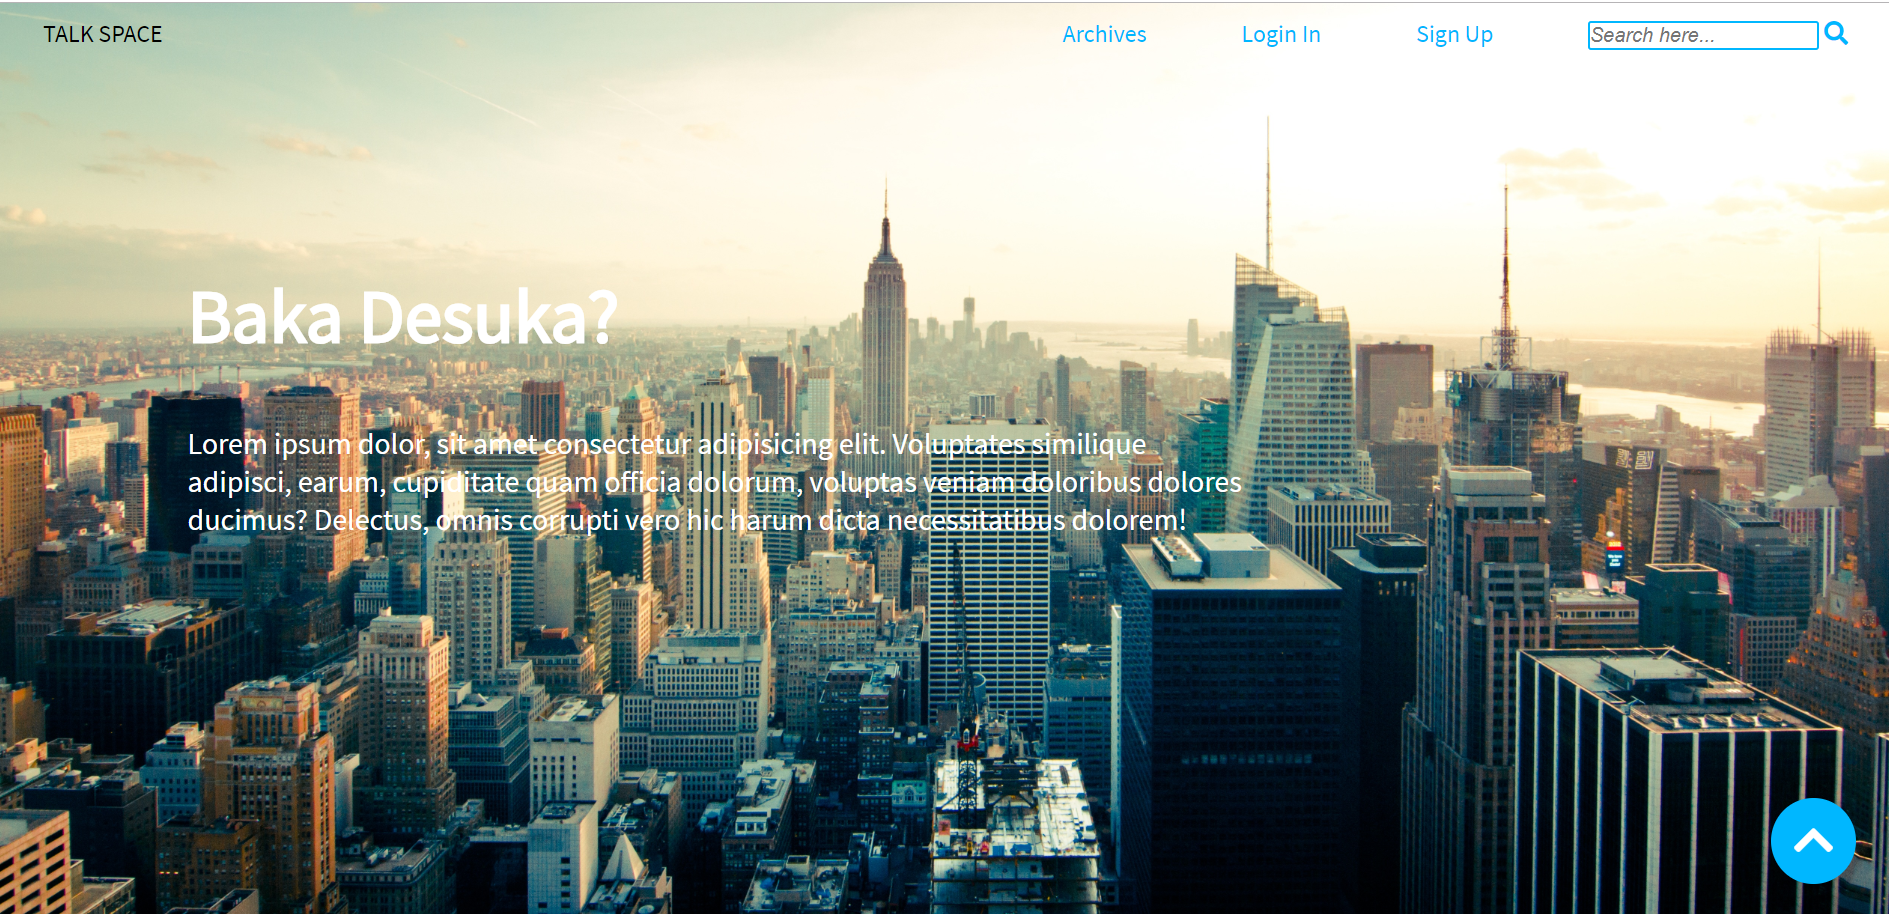 TALK SPACE
Archives
Login In
Sign Up
Search here...
Baka Desuka?
Lorem ipsum dolor, sit amet consectetur adipisicing elit. Voluptates similique
adipisci, earum, cupiditate quam officia dolorum, voluptas veniam doloribus dolores
ducimus? Delectus, omnis corrupti vero hic harum dicta necessitatibus dolorem!